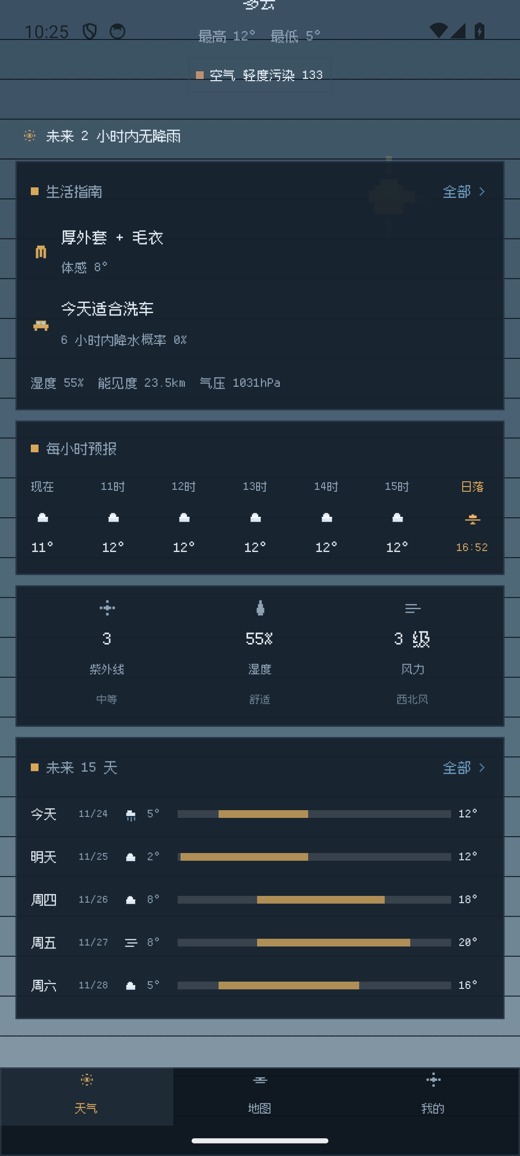 多云
10:25
最高 12° 最低 5°
空气 轻度污染 133
未来 2 小时内无降雨
生活指南 全部
厚外套 + 毛衣
体感 8°
今天适合洗车
6 小时内降水概率 0%
湿度 55% 能见度 23.5km 气压 1031hPa
每小时预报
现在 11时 12时 13时 14时 15时 日落
11° 12° 12° 12° 12° 12° 16:52
3 55% 3 级
紫外线 湿度 风力
中等 舒适 西北风
未来 15 天 全部
今天 11/24 5° 12°
明天 11/25 2° 12°
周四 11/26 8° 18°
周五 11/27 8° 20°
周六 11/28 5° 16°
天气 地图 我的